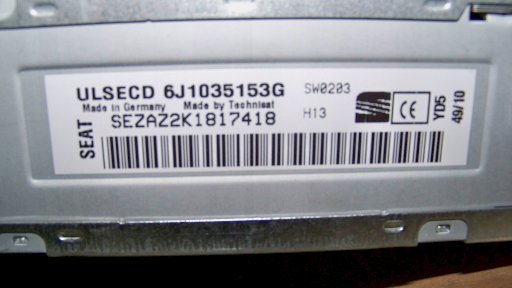 ULSECD 6J1035153G SW0203
Made in Germany Made by Technisat
SEZAZ2K1817418 H13
SEAT
CE
YD5
49/10